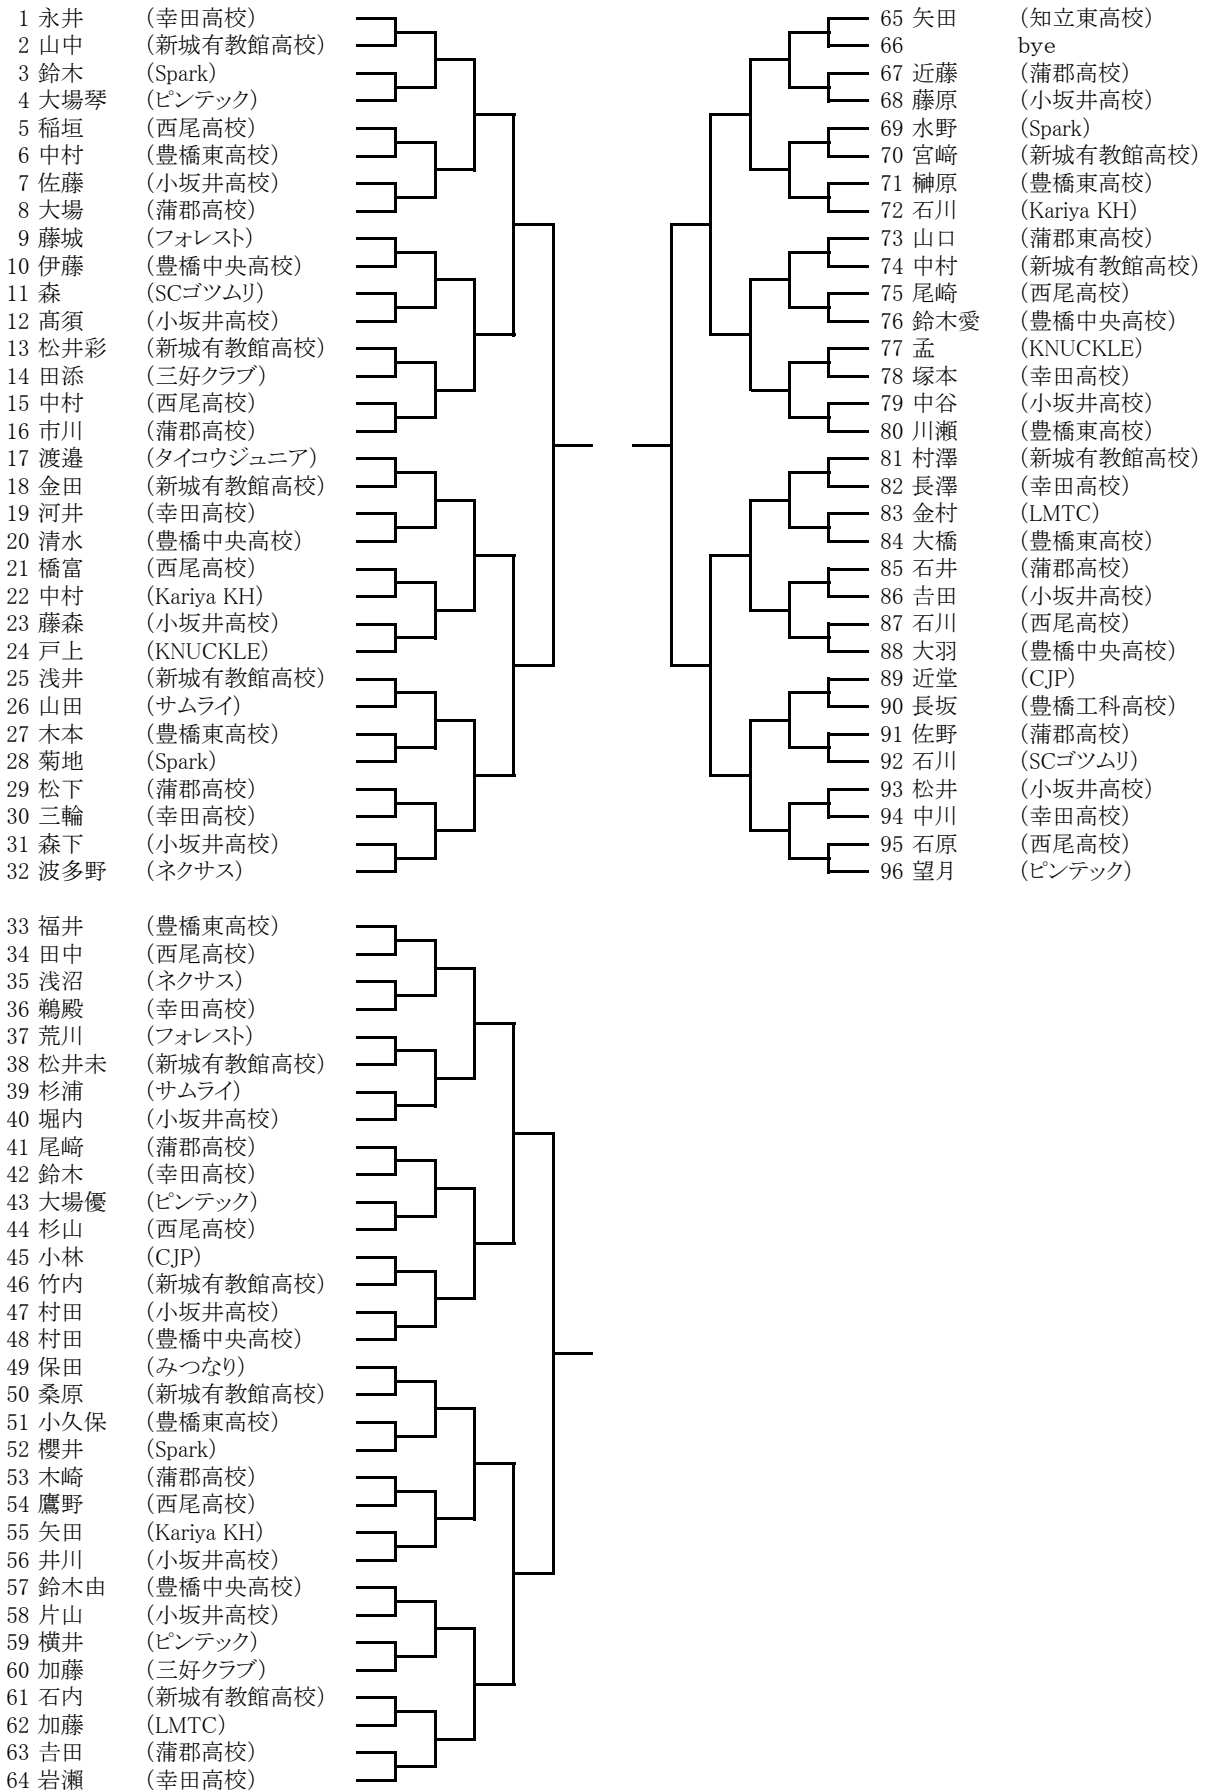 1 永井 (幸田高校)
2 山中 (新城有教館高校)
3 鈴木 (Spark)
4 大場琴 (ピンテック)
5 稲垣 (西尾高校)
6 中村 (豊橋東高校)
7 佐藤 (小坂井高校)
8 大場 (蒲郡高校)
9 藤城 (フォレスト)
10 伊藤 (豊橋中央高校)
11 森 (SCゴツムリ)
12 髙須 (小坂井高校)
13 松井彩 (新城有教館高校)
14 田添 (三好クラブ)
15 中村 (西尾高校)
16 市川 (蒲郡高校)
17 渡邉 (タイコウジュニア)
18 金田 (新城有教館高校)
19 河井 (幸田高校)
20 清水 (豊橋中央高校)
21 橋富 (西尾高校)
22 中村 (Kariya KH)
23 藤森 (小坂井高校)
24 戸上 (KNUCKLE)
25 浅井 (新城有教館高校)
26 山田 (サムライ)
27 木本 (豊橋東高校)
28 菊地 (Spark)
29 松下 (蒲郡高校)
30 三輪 (幸田高校)
31 森下 (小坂井高校)
32 波多野 (ネクサス)
33 福井 (豊橋東高校)
34 田中 (西尾高校)
35 浅沼 (ネクサス)
36 鵜殿 (幸田高校)
37 荒川 (フォレスト)
38 松井未 (新城有教館高校)
39 杉浦 (サムライ)
40 堀内 (小坂井高校)
41 尾﨑 (蒲郡高校)
42 鈴木 (幸田高校)
43 大場優 (ピンテック)
44 杉山 (西尾高校)
45 小林 (CJP)
46 竹内 (新城有教館高校)
47 村田 (小坂井高校)
48 村田 (豊橋中央高校)
49 保田 (みつなり)
50 桑原 (新城有教館高校)
51 小久保 (豊橋東高校)
52 櫻井 (Spark)
53 木崎 (蒲郡高校)
54 鷹野 (西尾高校)
55 矢田 (Kariya KH)
56 井川 (小坂井高校)
57 鈴木由 (豊橋中央高校)
58 片山 (小坂井高校)
59 横井 (ピンテック)
60 加藤 (三好クラブ)
61 石内 (新城有教館高校)
62 加藤 (LMTC)
63 𠮷田 (蒲郡高校)
64 岩瀬 (幸田高校)
65 矢田 (知立東高校)
66 bye
67 近藤 (蒲郡高校)
68 藤原 (小坂井高校)
69 水野 (Spark)
70 宮﨑 (新城有教館高校)
71 榊原 (豊橋東高校)
72 石川 (Kariya KH)
73 山口 (蒲郡東高校)
74 中村 (新城有教館高校)
75 尾崎 (西尾高校)
76 鈴木愛 (豊橋中央高校)
77 孟 (KNUCKLE)
78 塚本 (幸田高校)
79 中谷 (小坂井高校)
80 川瀬 (豊橋東高校)
81 村澤 (新城有教館高校)
82 長澤 (幸田高校)
83 金村 (LMTC)
84 大橋 (豊橋東高校)
85 石井 (蒲郡高校)
86 𠮷田 (小坂井高校)
87 石川 (西尾高校)
88 大羽 (豊橋中央高校)
89 近堂 (CJP)
90 長坂 (豊橋工科高校)
91 佐野 (蒲郡高校)
92 石川 (SCゴツムリ)
93 松井 (小坂井高校)
94 中川 (幸田高校)
95 石原 (西尾高校)
96 望月 (ピンテック)